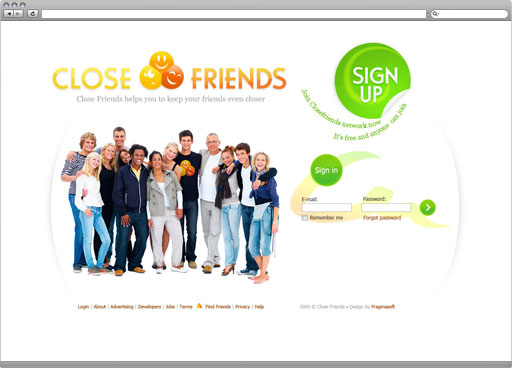 CLOSE FRIENDS
Close Friends helps you to keep your friends even closer
SIGN
UP
Join Closefriends network now
It's free and anyone can join
Sign in
E-mail: Password:
Remember me Forgot password
Login | About | Advertising | Developers | Jobs | Terms Find Friends | Privacy | Help
Close Friends • Design by Pragmasoft